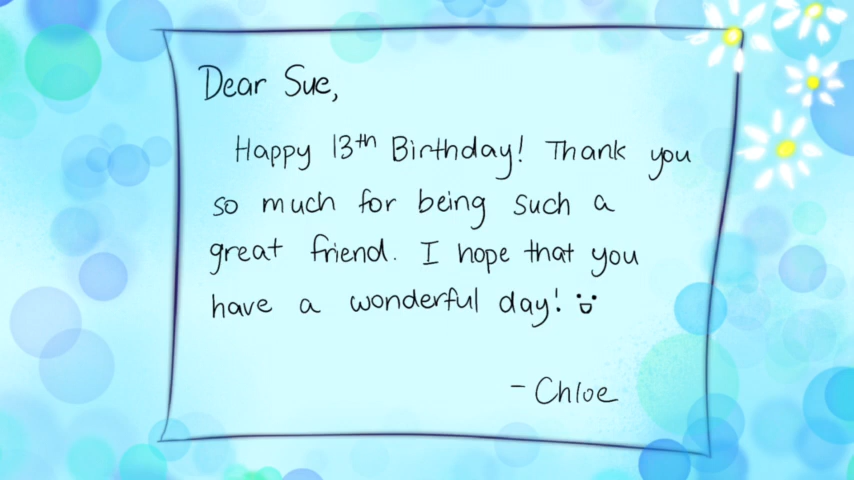 Dear Sue,
Happy 13th Birthday! Thank you
so much for being such a
great friend. I hope that you
have a wonderful day!
- Chloe